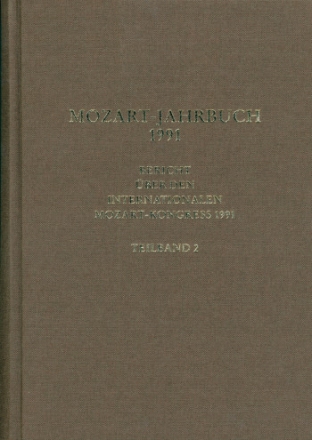 MOZART-JAHRBUCH
1991
BERICHT
ÜBER DEN
INTERNATIONALEN
MOZART-KONGRESS 1991
TEILBAND 2